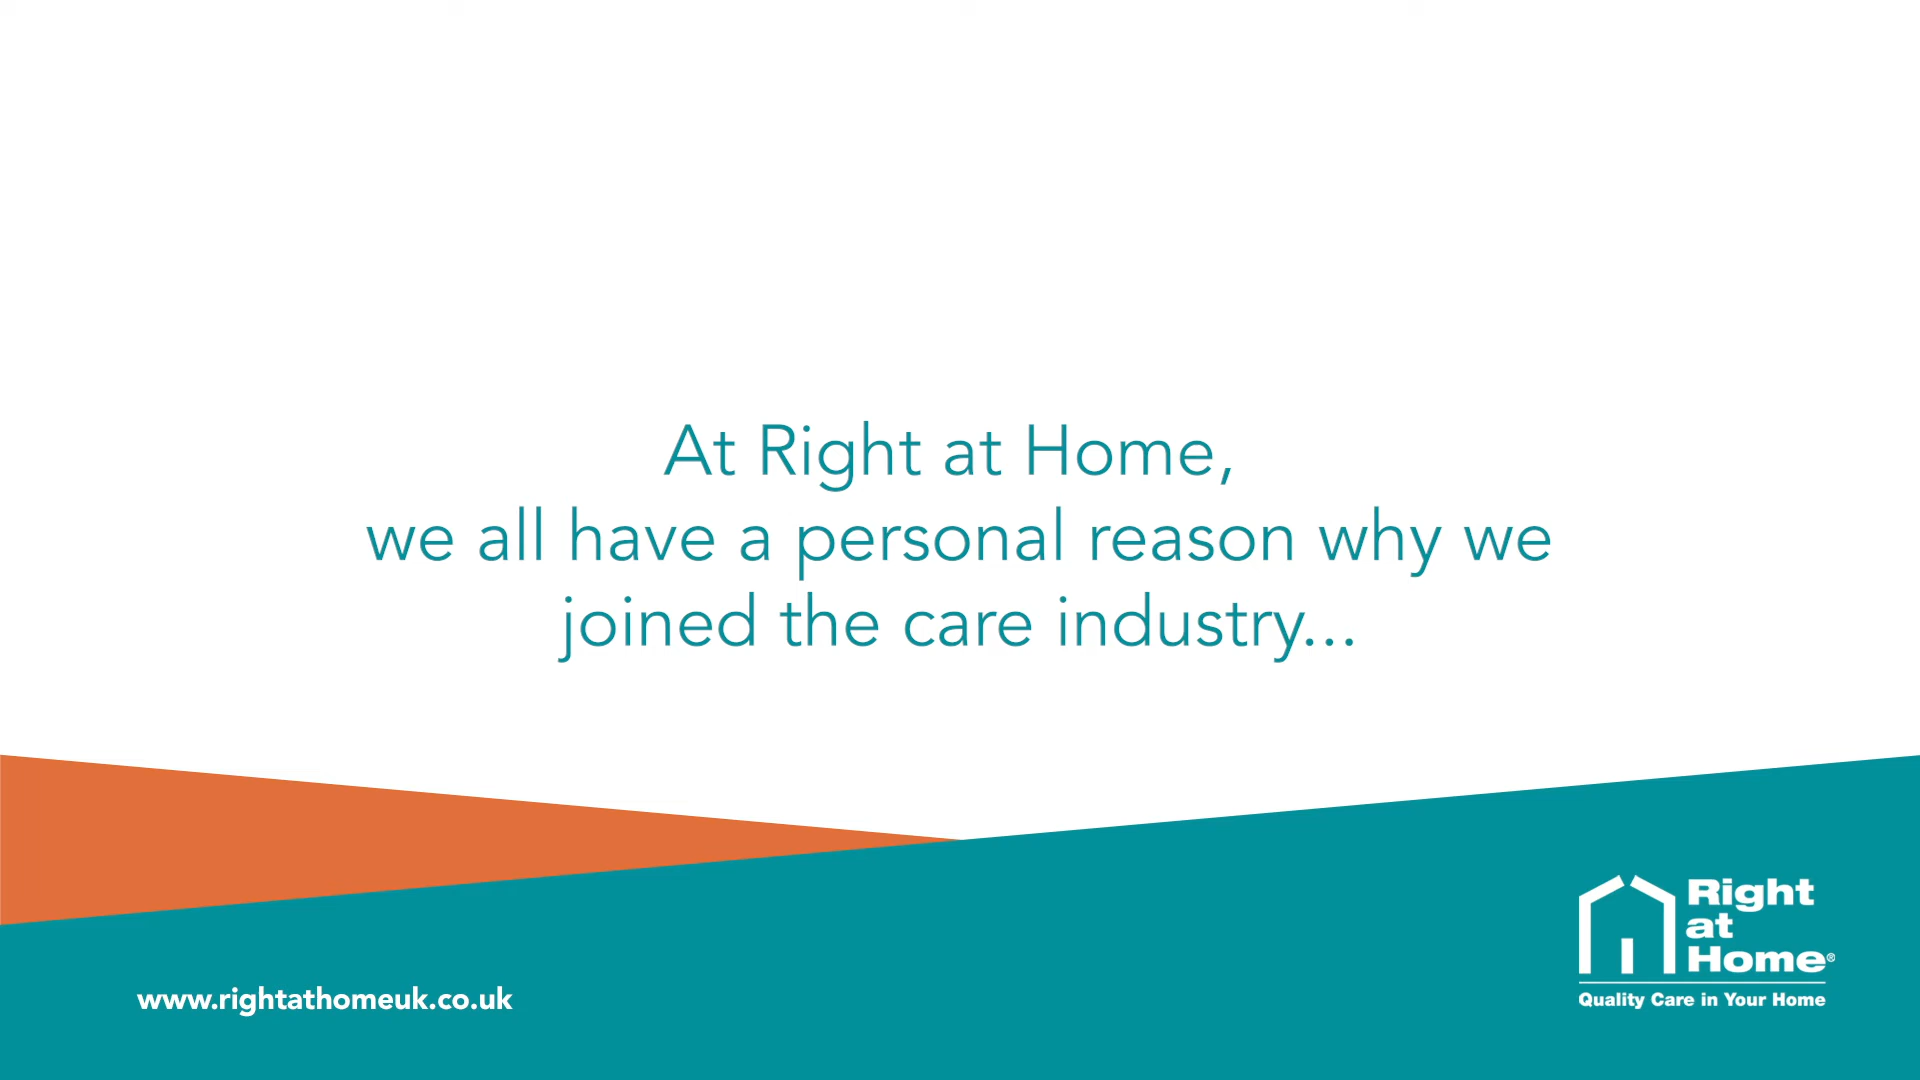 At Right at Home,
we all have a personal reason why we
joined the care industry...
www.rightathomeuk.co.uk
Right
at
Home®
Quality Care in Your Home